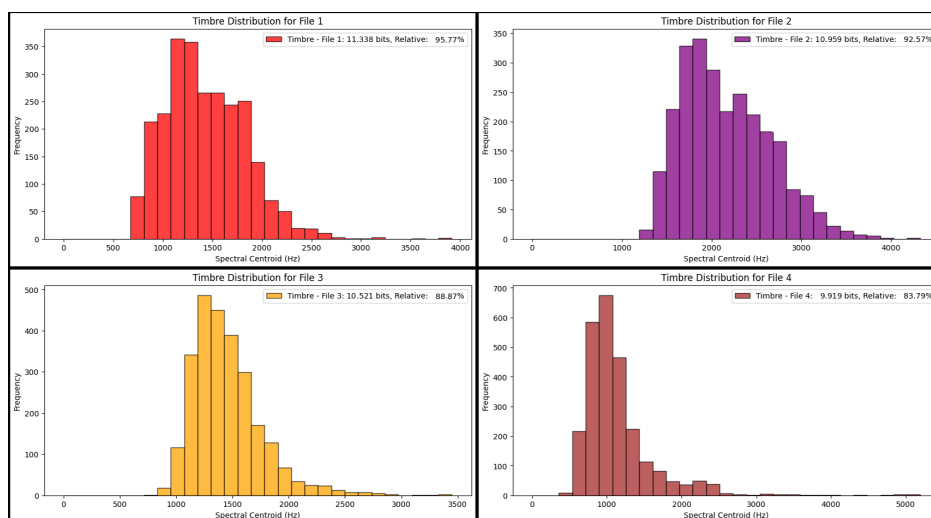 Timbre Distribution for File 1
Timbre - File 1: 11.338 bits, Relative: 95.77%
Frequency
350
300
250
200
150
100
50
0
0 500 1000 1500 2000 2500 3000 3500 4000
Spectral Centroid (Hz)
Timbre Distribution for File 2
Timbre - File 2: 10.959 bits, Relative: 92.57%
Frequency
350
300
250
200
150
100
50
0
0 1000 2000 3000 4000
Spectral Centroid (Hz)
Timbre Distribution for File 3
Timbre - File 3: 10.521 bits, Relative: 88.87%
Frequency
500
400
300
200
100
0
0 500 1000 1500 2000 2500 3000 3500
Spectral Centroid (Hz)
Timbre Distribution for File 4
Timbre - File 4: 9.919 bits, Relative: 83.79%
Frequency
700
600
500
400
300
200
100
0
0 1000 2000 3000 4000 5000
Spectral Centroid (Hz)